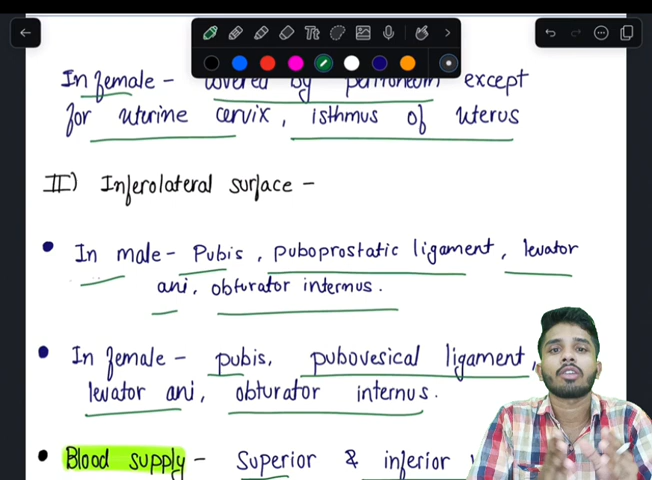 In female - covered by peritoneum except
for uturine cervix, isthmus of uterus
II) Inferolateral surface -
• In male - Pubis, puboprostatic ligament, levator
ani, obturator internus.
• In female - pubis, pubovesical ligament,
levator ani, obturator internus.
• Blood supply - Superior & inferior